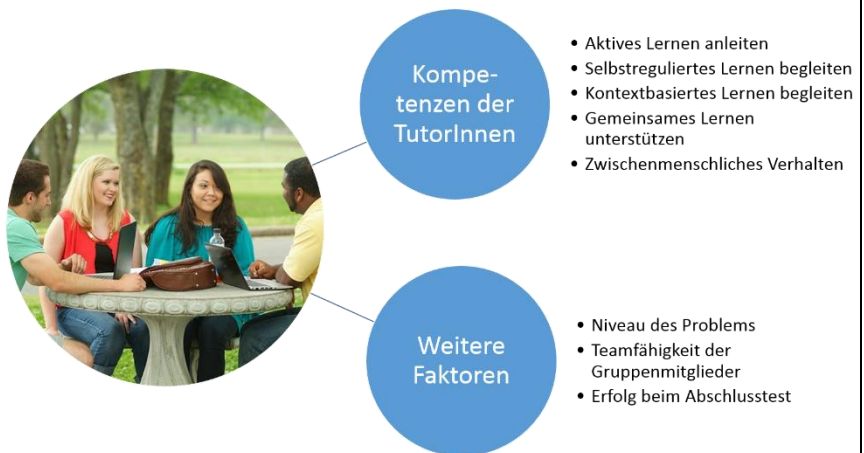 Kompe-
tenzen der
TutorInnen
• Aktives Lernen anleiten
• Selbstreguliertes Lernen begleiten
• Kontextbasiertes Lernen begleiten
• Gemeinsames Lernen
unterstützen
• Zwischenmenschliches Verhalten
Weitere
Faktoren
• Niveau des Problems
• Teamfähigkeit der
Gruppenmitglieder
• Erfolg beim Abschlusstest